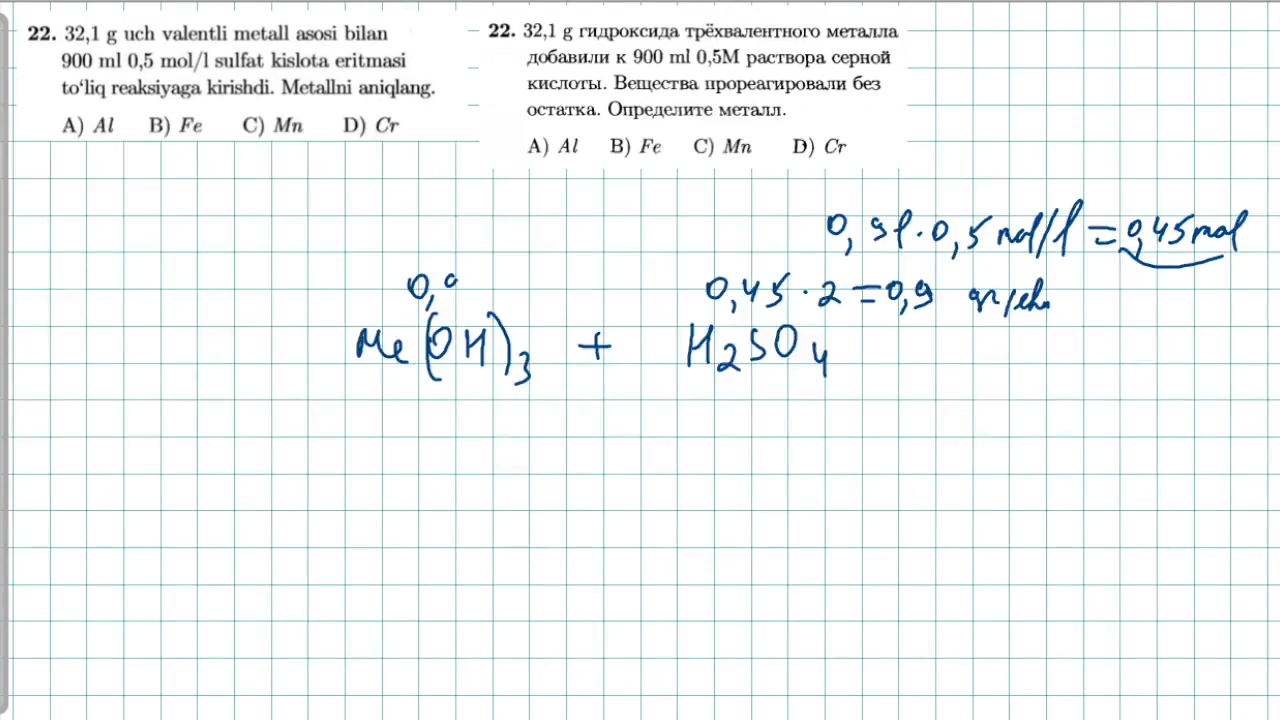 22. 32,1 g uch valentli metall asosi bilan
900 ml 0,5 mol/l sulfat kislota eritmasi
to‘liq reaksiyaga kirishdi. Metallni aniqlang.
A) Al B) Fe C) Mn D) Cr
22. 32,1 g гидроксида трёхвалентного металла
добавили к 900 ml 0,5M раствора серной
кислоты. Вещества прореагировали без
остатка. Определите металл.
A) Al B) Fe C) Mn D) Cr
0,9l·0,5 mol/l=0,45mol
0,45·2=0,9
Me(OH)3 + H2SO4